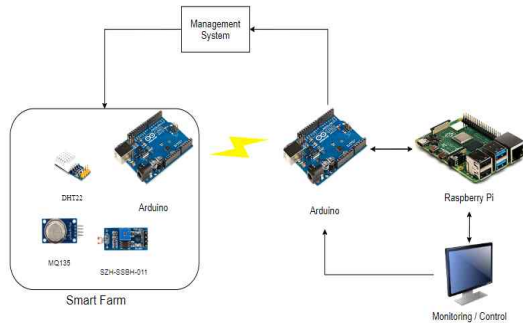 Management
System
DHT22
Arduino
MQ135
SZH-SSBH-011
Smart Farm
Arduino
Raspberry Pi
Monitoring / Control